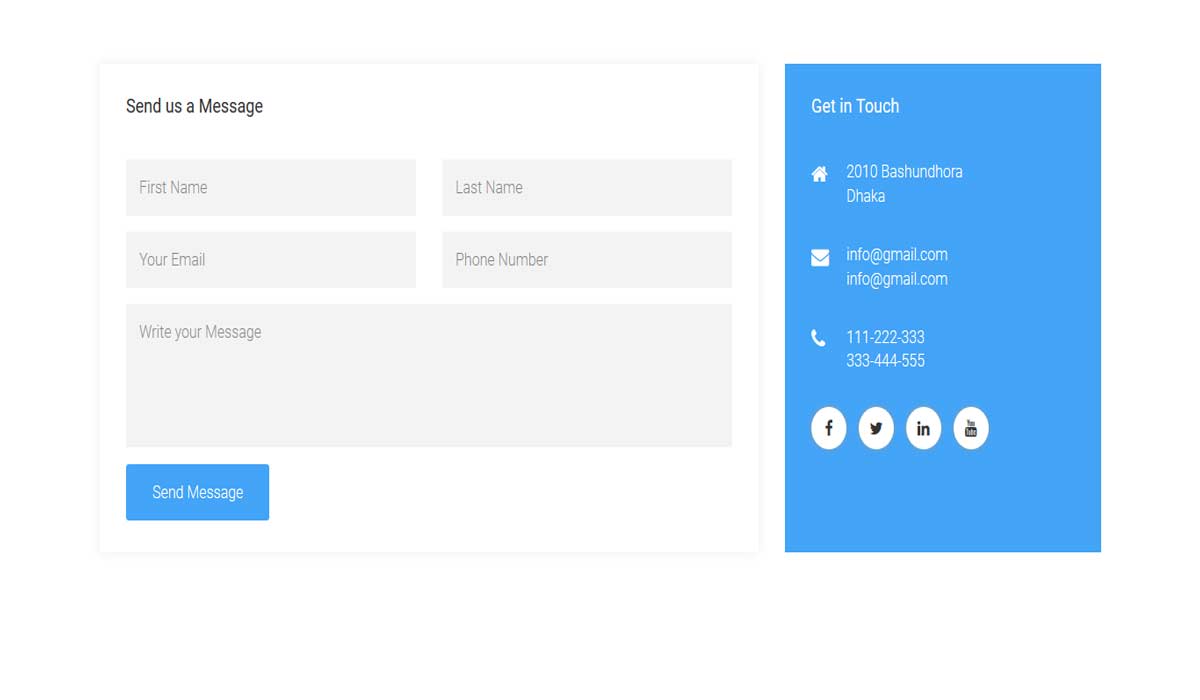 Send us a Message
First Name
Last Name
Your Email
Phone Number
Write your Message
Send Message
Get in Touch
2010 Bashundhora
Dhaka
info@gmail.com
info@gmail.com
111-222-333
333-444-555
You
Tube